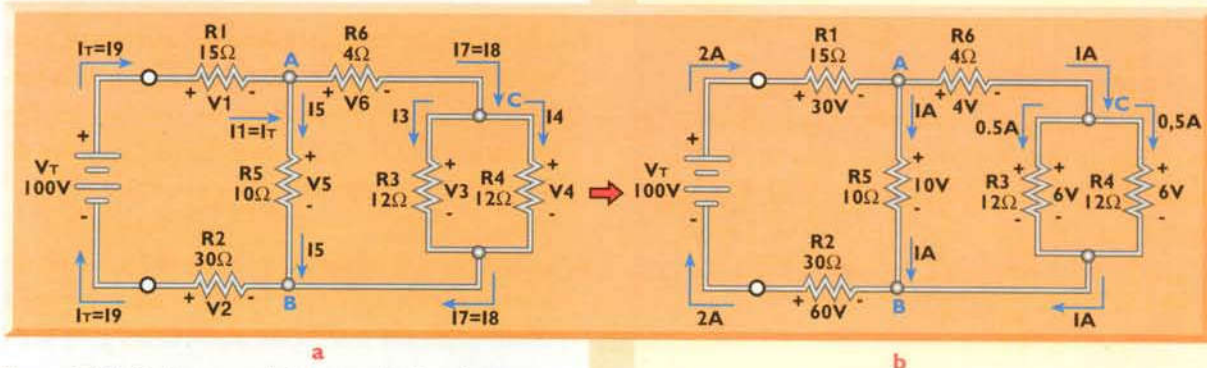 R1
15Ω
IT=I9
V1
A
R6
4Ω
V6
I7=I8
C
I1=IT
I5
I3
I4
+
VT
100V
-
R5
10Ω
V5
R3
12Ω
V3
R4
12Ω
V4
I5
R2
30Ω
V2
B
IT=I9
I7=I8
a
R1
15Ω
2A
30V
A
R6
4Ω
4V
1A
C
1A
0.5A
0,5A
+
VT
100V
-
R5
10Ω
10V
R3
12Ω
6V
R4
12Ω
6V
1A
R2
30Ω
60V
B
2A
1A
b